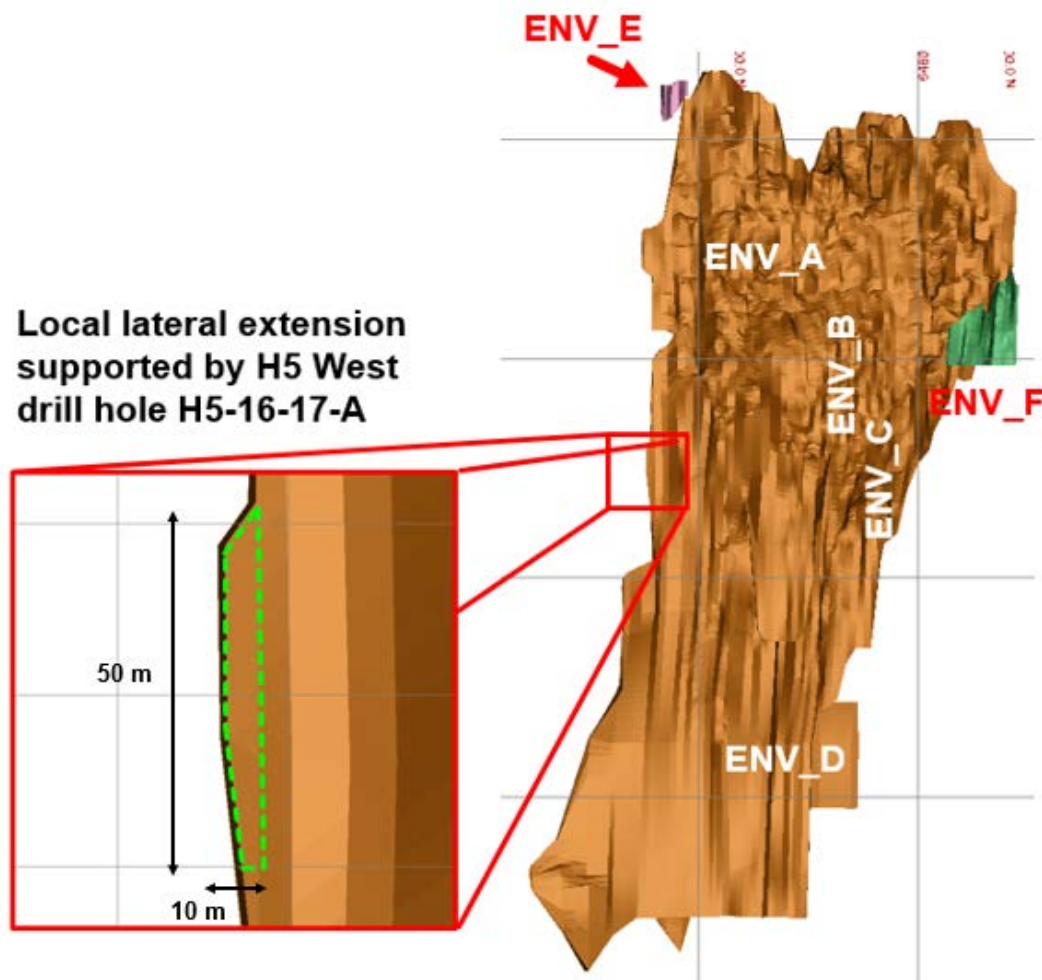 ENV_E
6480
ENV_A
ENV_B
ENV_C
ENV_F
ENV_D
Local lateral extension
supported by H5 West
drill hole H5-16-17-A
50 m
10 m